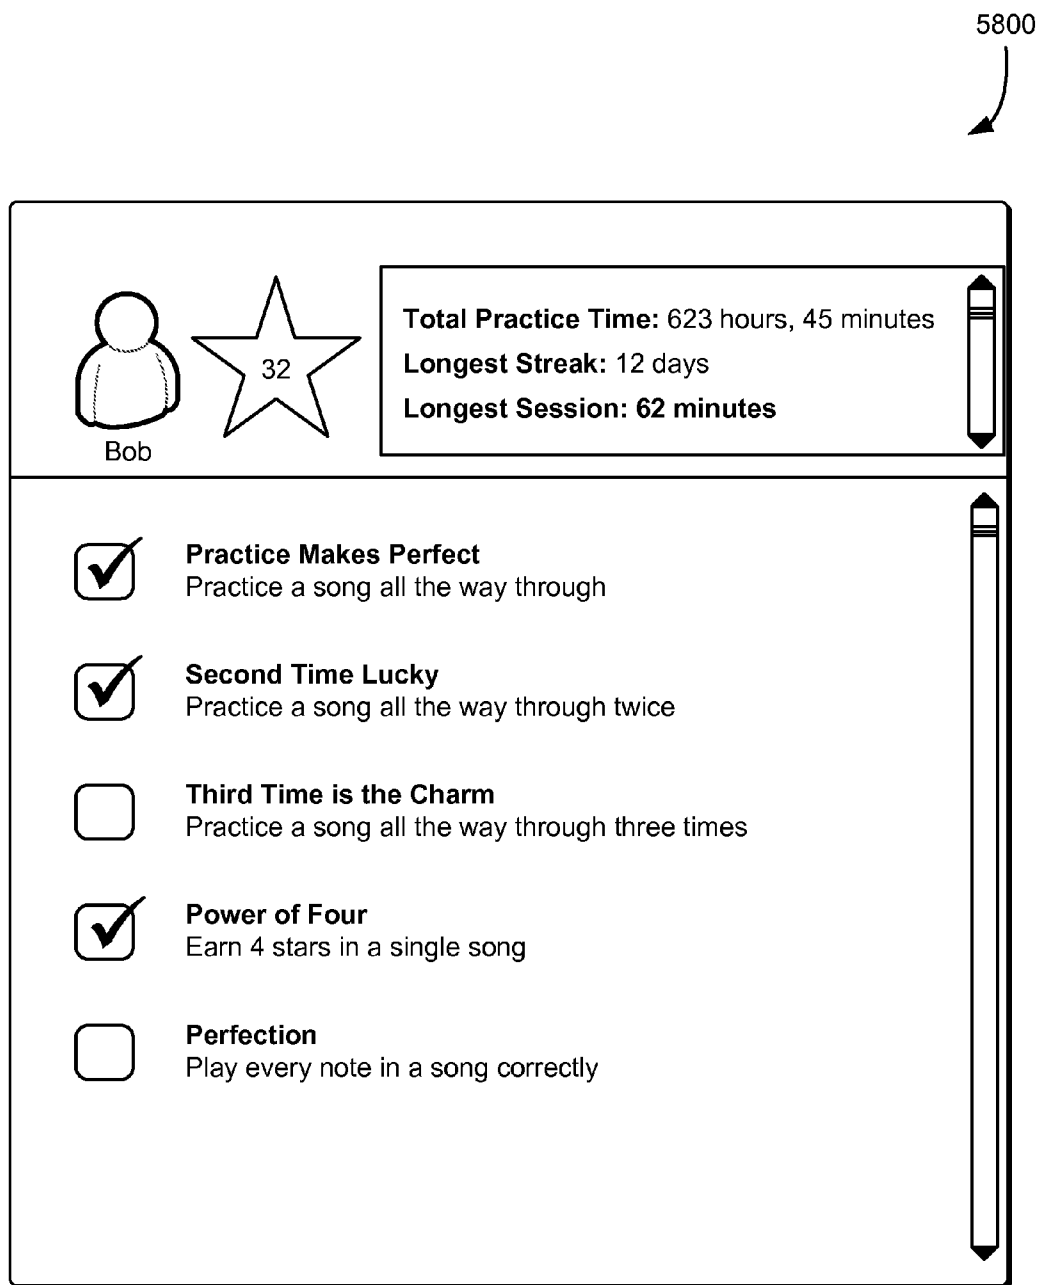 5800
32
Bob
Total Practice Time: 623 hours, 45 minutes
Longest Streak: 12 days
Longest Session: 62 minutes
Practice Makes Perfect
Practice a song all the way through
Second Time Lucky
Practice a song all the way through twice
Third Time is the Charm
Practice a song all the way through three times
Power of Four
Earn 4 stars in a single song
Perfection
Play every note in a song correctly